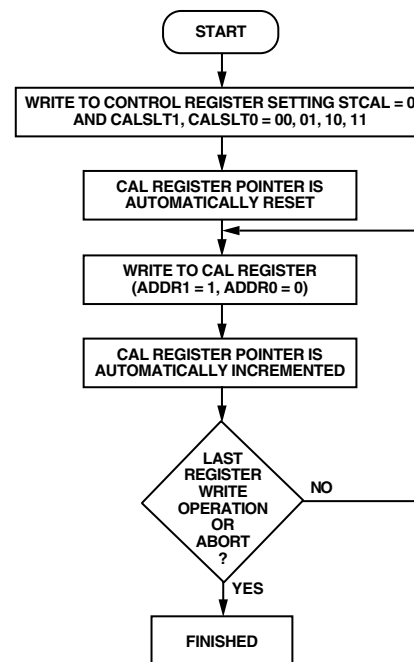 START
WRITE TO CONTROL REGISTER SETTING STCAL = 0
AND CALSLT1, CALSLT0 = 00, 01, 10, 11
CAL REGISTER POINTER IS
AUTOMATICALLY RESET
WRITE TO CAL REGISTER
(ADDR1 = 1, ADDR0 = 0)
CAL REGISTER POINTER IS
AUTOMATICALLY INCREMENTED
LAST
REGISTER
WRITE
OPERATION
OR
ABORT
?
NO
YES
FINISHED